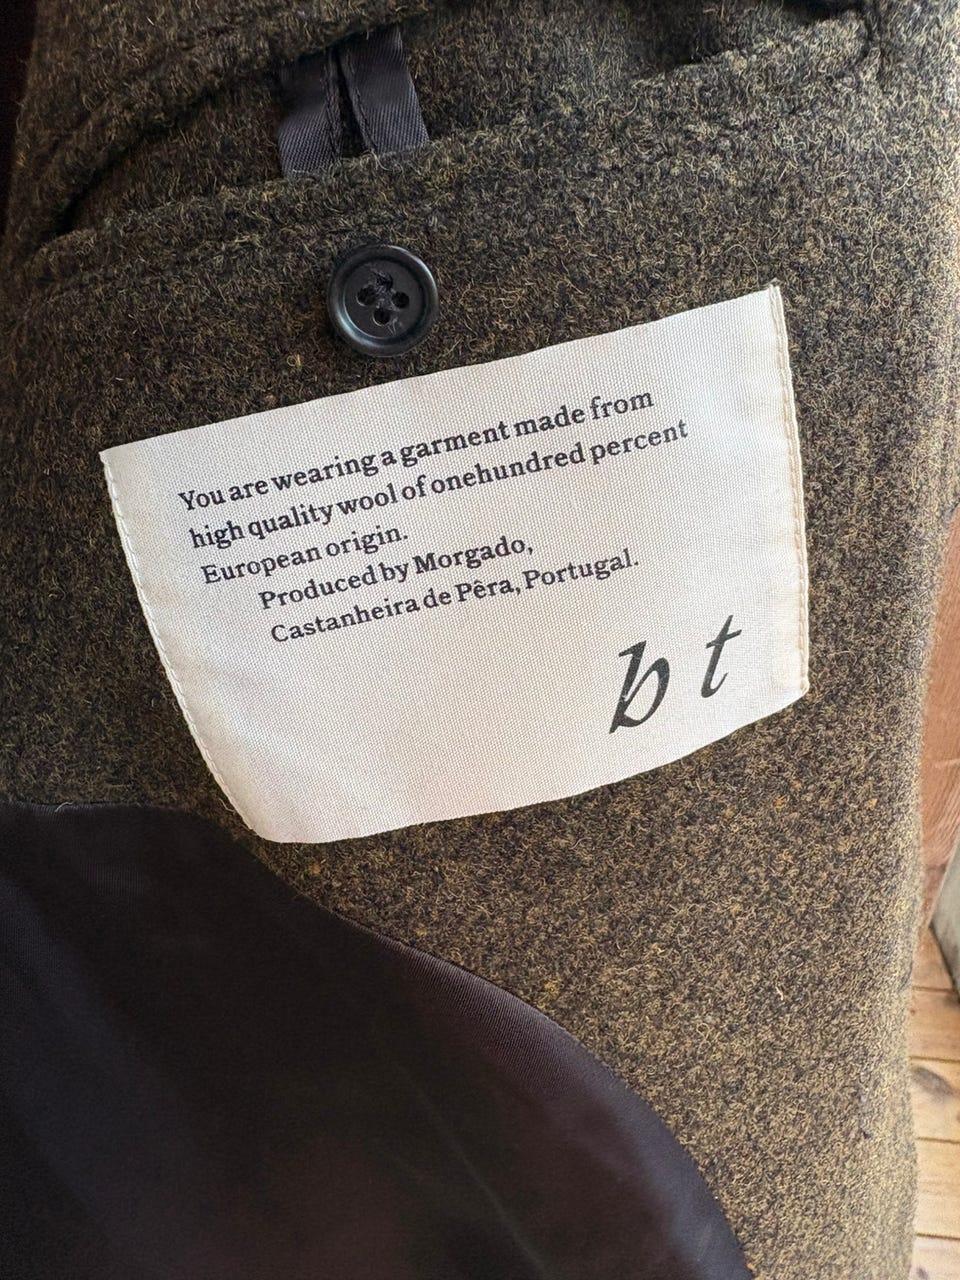 You are wearing a garment made from
high quality wool of onehundred percent
European origin.
Produced by Morgado,
Castanheira de Pêra, Portugal.
b t